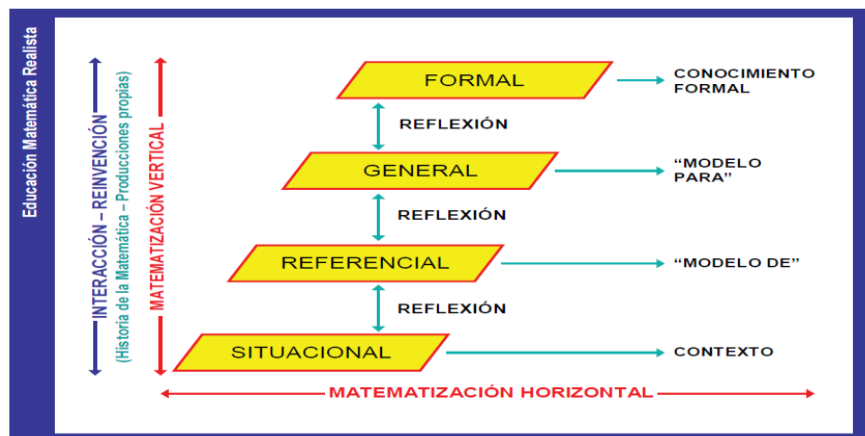 Educación Matemática Realista
INTERACCIÓN – REINVENCIÓN
(Historia de la Matemática – Producciones propias)
MATEMATIZACIÓN VERTICAL
FORMAL
CONOCIMIENTO
FORMAL
REFLEXIÓN
GENERAL
“MODELO
PARA”
REFLEXIÓN
REFERENCIAL
“MODELO DE”
REFLEXIÓN
SITUACIONAL
CONTEXTO
MATEMATIZACIÓN HORIZONTAL